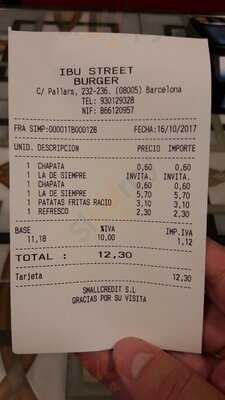 IBU STREET
BURGER
C/ Pallars, 232-236. (08005) Barcelona
TEL: 930129328
NIF: B66120957
FRA SIMP:00001TB000128 FECHA:16/10/2017
UNID. DESCRIPCION PRECIO IMPORTE
1 CHAPATA 0,60 0,60
1 LA DE SIEMPRE INVITA. INVITA.
1 CHAPATA 0,60 0,60
1 LA DE SIEMPRE 5,70 5,70
1 PATATAS FRITAS RACIO 3,10 3,10
1 REFRESCO 2,30 2,30
BASE %IVA IMP.IVA
11,18 10,00 1,12
TOTAL : 12,30
Tarjeta 12,30
SMALLCREDIT S.L
GRACIAS POR SU VISITA